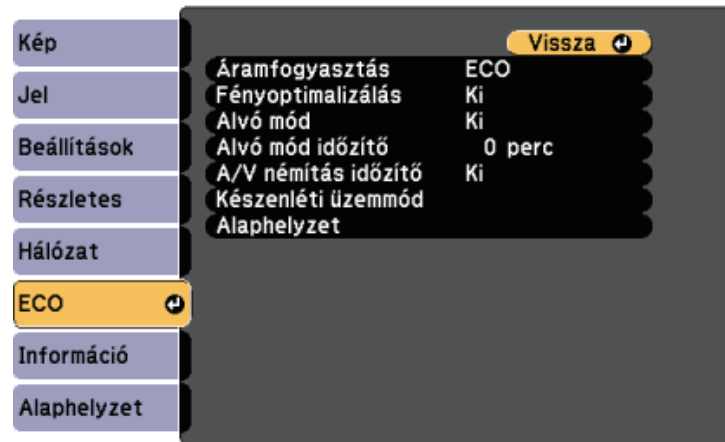 Kép
Jel
Beállítások
Részletes
Hálózat
ECO
Információ
Alaphelyzet
Vissza
Áramfogyasztás ECO
Fényoptimalizálás Ki
Alvó mód Ki
Alvó mód időzítő 0 perc
A/V némítás időzítő Ki
Készenléti üzemmód
Alaphelyzet